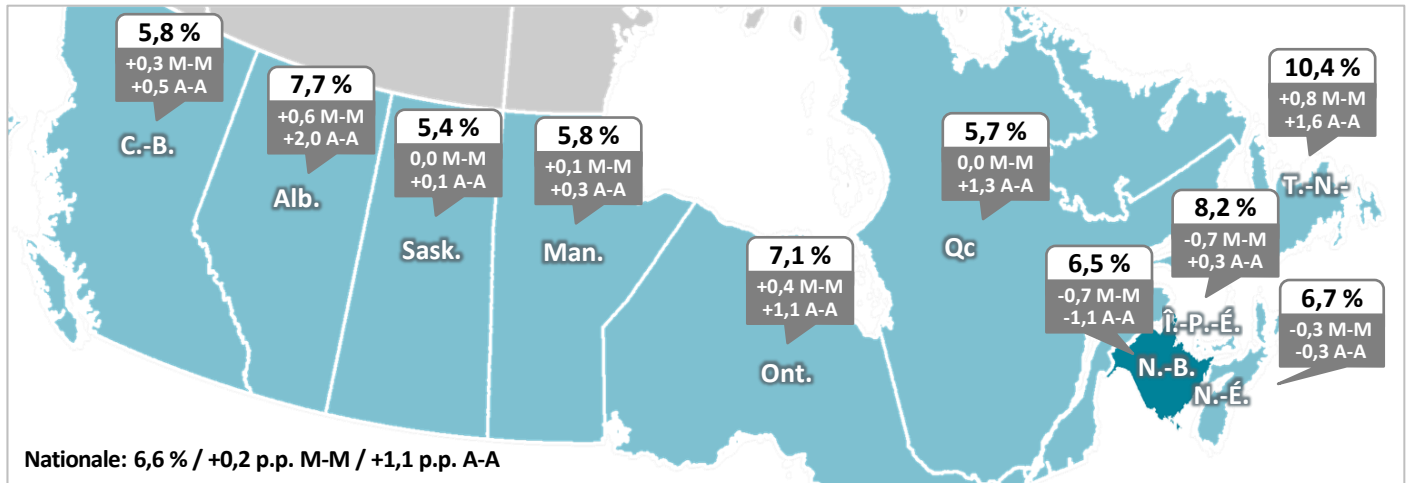 5,8 %
+0,3 M-M
+0,5 A-A
C.-B.
7,7 %
+0,6 M-M
+2,0 A-A
Alb.
5,4 %
0,0 M-M
+0,1 A-A
Sask.
5,8 %
+0,1 M-M
+0,3 A-A
Man.
7,1 %
+0,4 M-M
+1,1 A-A
Ont.
5,7 %
0,0 M-M
+1,3 A-A
Qc
10,4 %
+0,8 M-M
+1,6 A-A
T.-N.-
8,2 %
-0,7 M-M
+0,3 A-A
Î.-P.-É.
6,5 %
-0,7 M-M
-1,1 A-A
N.-B.
6,7 %
-0,3 M-M
-0,3 A-A
N.-É.
Nationale: 6,6 % / +0,2 p.p. M-M / +1,1 p.p. A-A